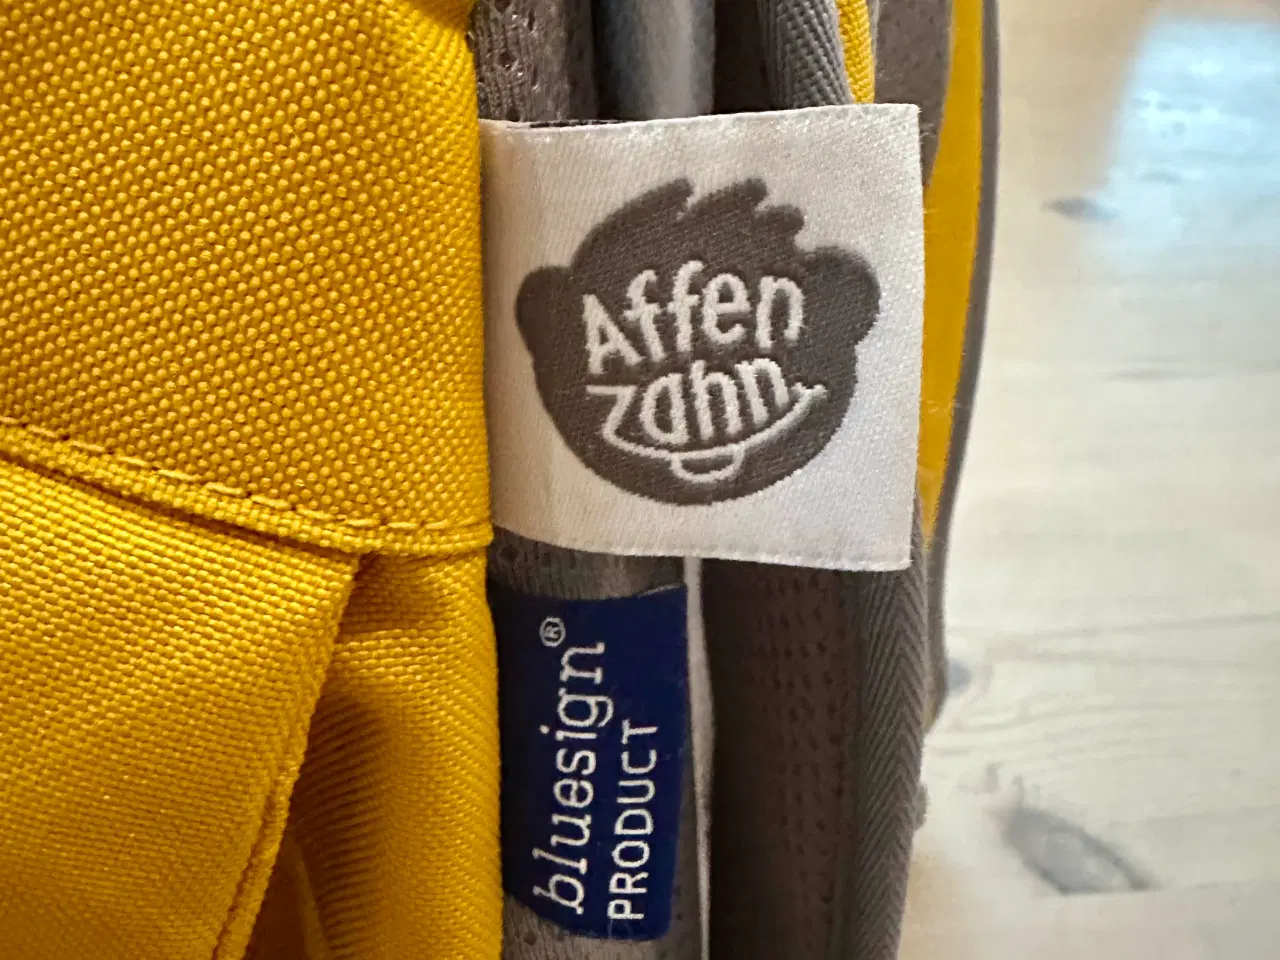 Affen
zahn
bluesign®
PRODUCT